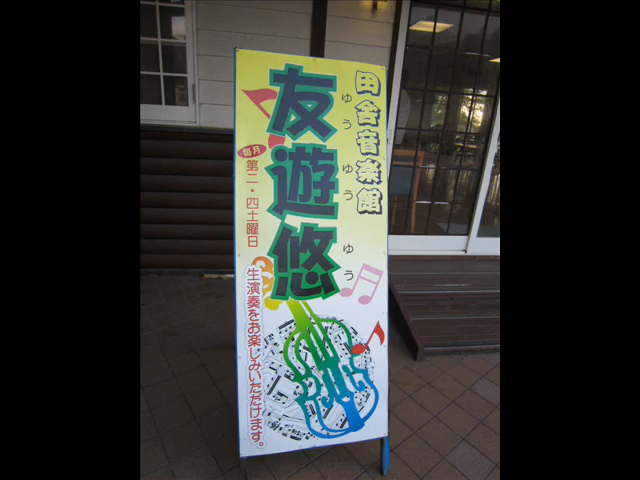 田舎音楽館
友遊悠
ゆう ゆう ゆう
毎月
第二・四土曜日
生演奏をお楽しみいただけます。